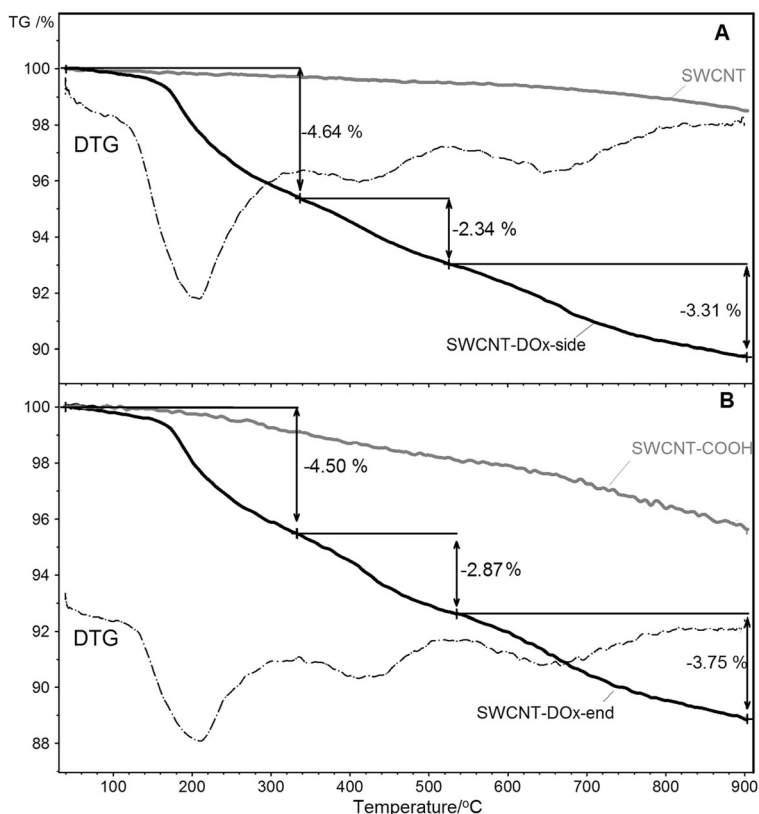 TG /%
A
100
SWCNT
98
-4.64 %
DTG
96
-2.34 %
94
92
-3.31 %
SWCNT-DOx-side
90
100
B
SWCNT-COOH
98
-4.50 %
96
94
-2.87 %
92
DTG
-3.75 %
90
SWCNT-DOx-end
88
100 200 300 400 500 600 700 800 900
Temperature/°C